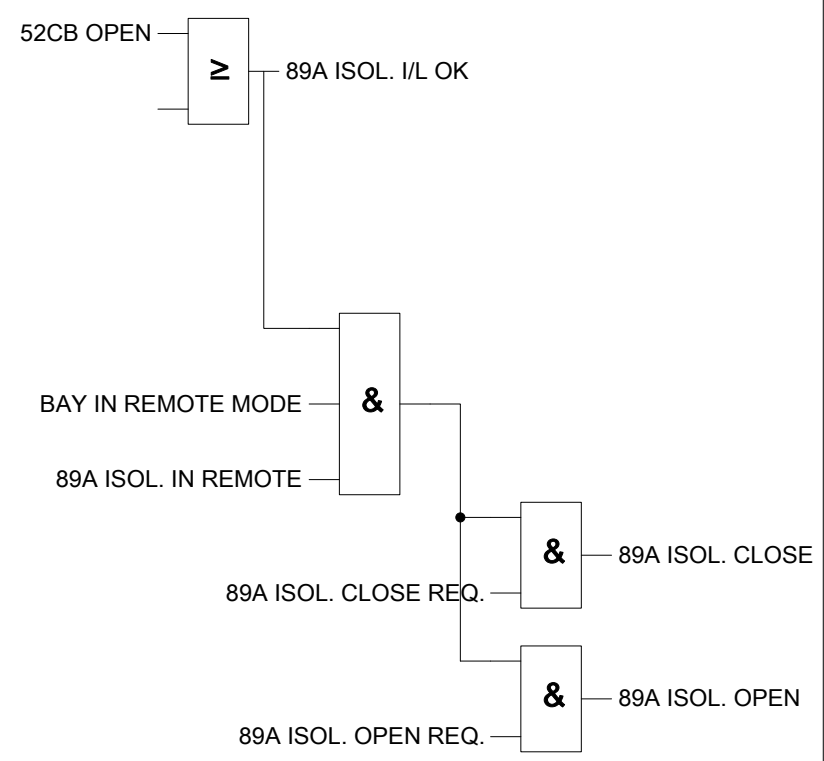 52CB OPEN
≥
89A ISOL. I/L OK
BAY IN REMOTE MODE
&
89A ISOL. IN REMOTE
&
89A ISOL. CLOSE
89A ISOL. CLOSE REQ.
&
89A ISOL. OPEN
89A ISOL. OPEN REQ.